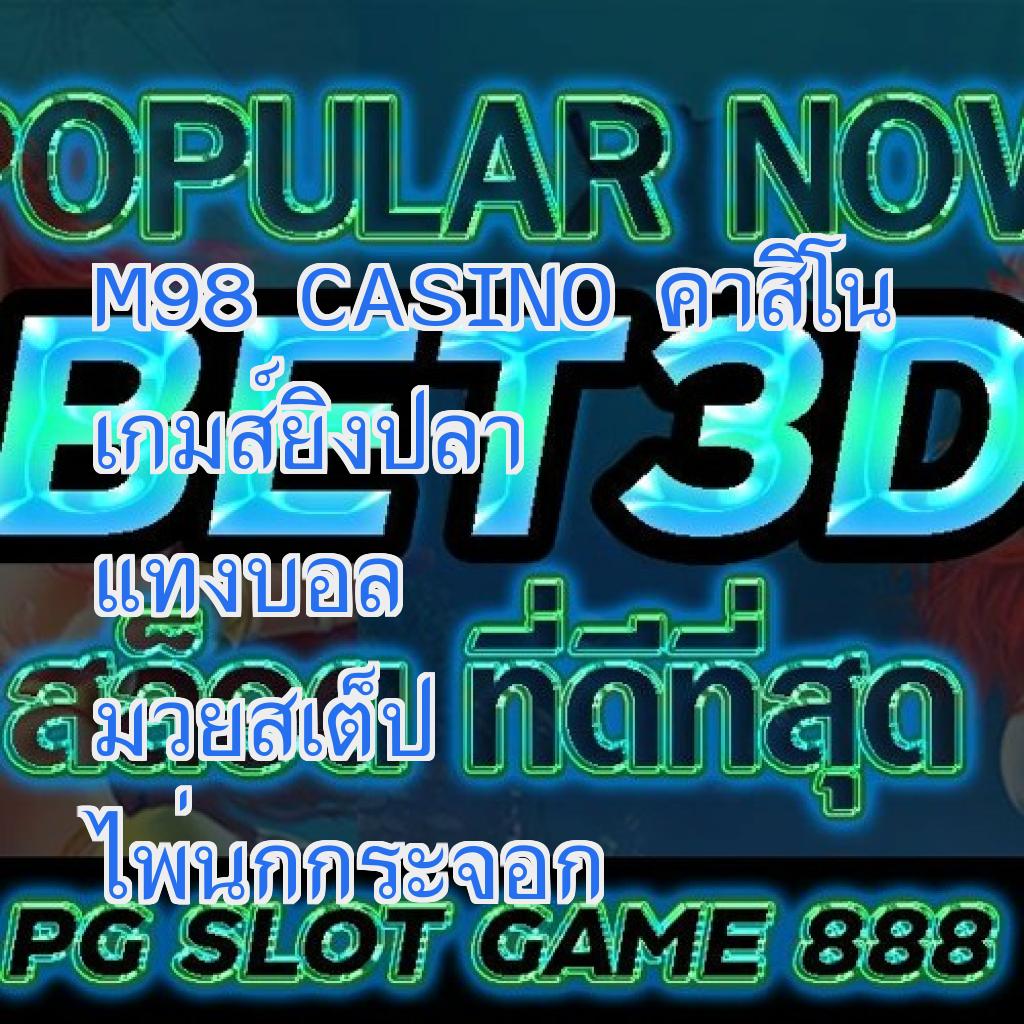 POPULAR NOW
M98 CASINO คาสิโน
BET3D
เกมส์ยิงปลา
แทงบอล
สล็อต ที่ดีที่สุด
มวยสเต็ป
ไพ่นกกระจอก
PG SLOT GAME 888